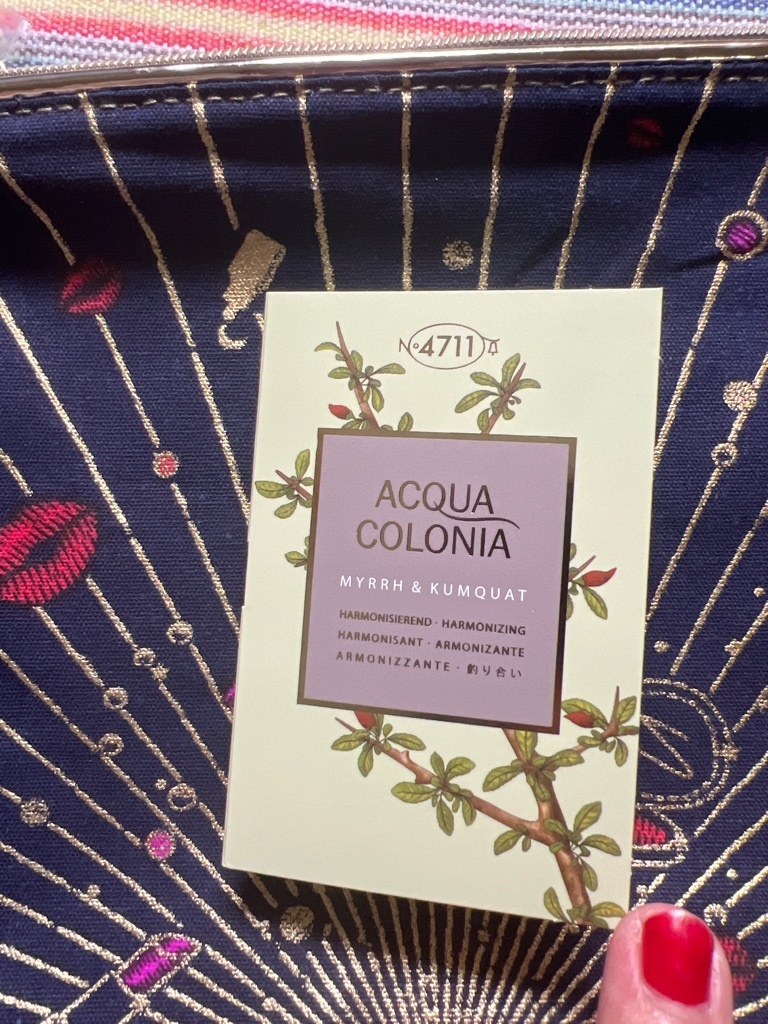 Nº4711
ACQUA
COLONIA
MYRRH & KUMQUAT
HARMONISIEREND · HARMONIZING
HARMONISANT · ARMONIZANTE
ARMONIZZANTE · 釣り合い